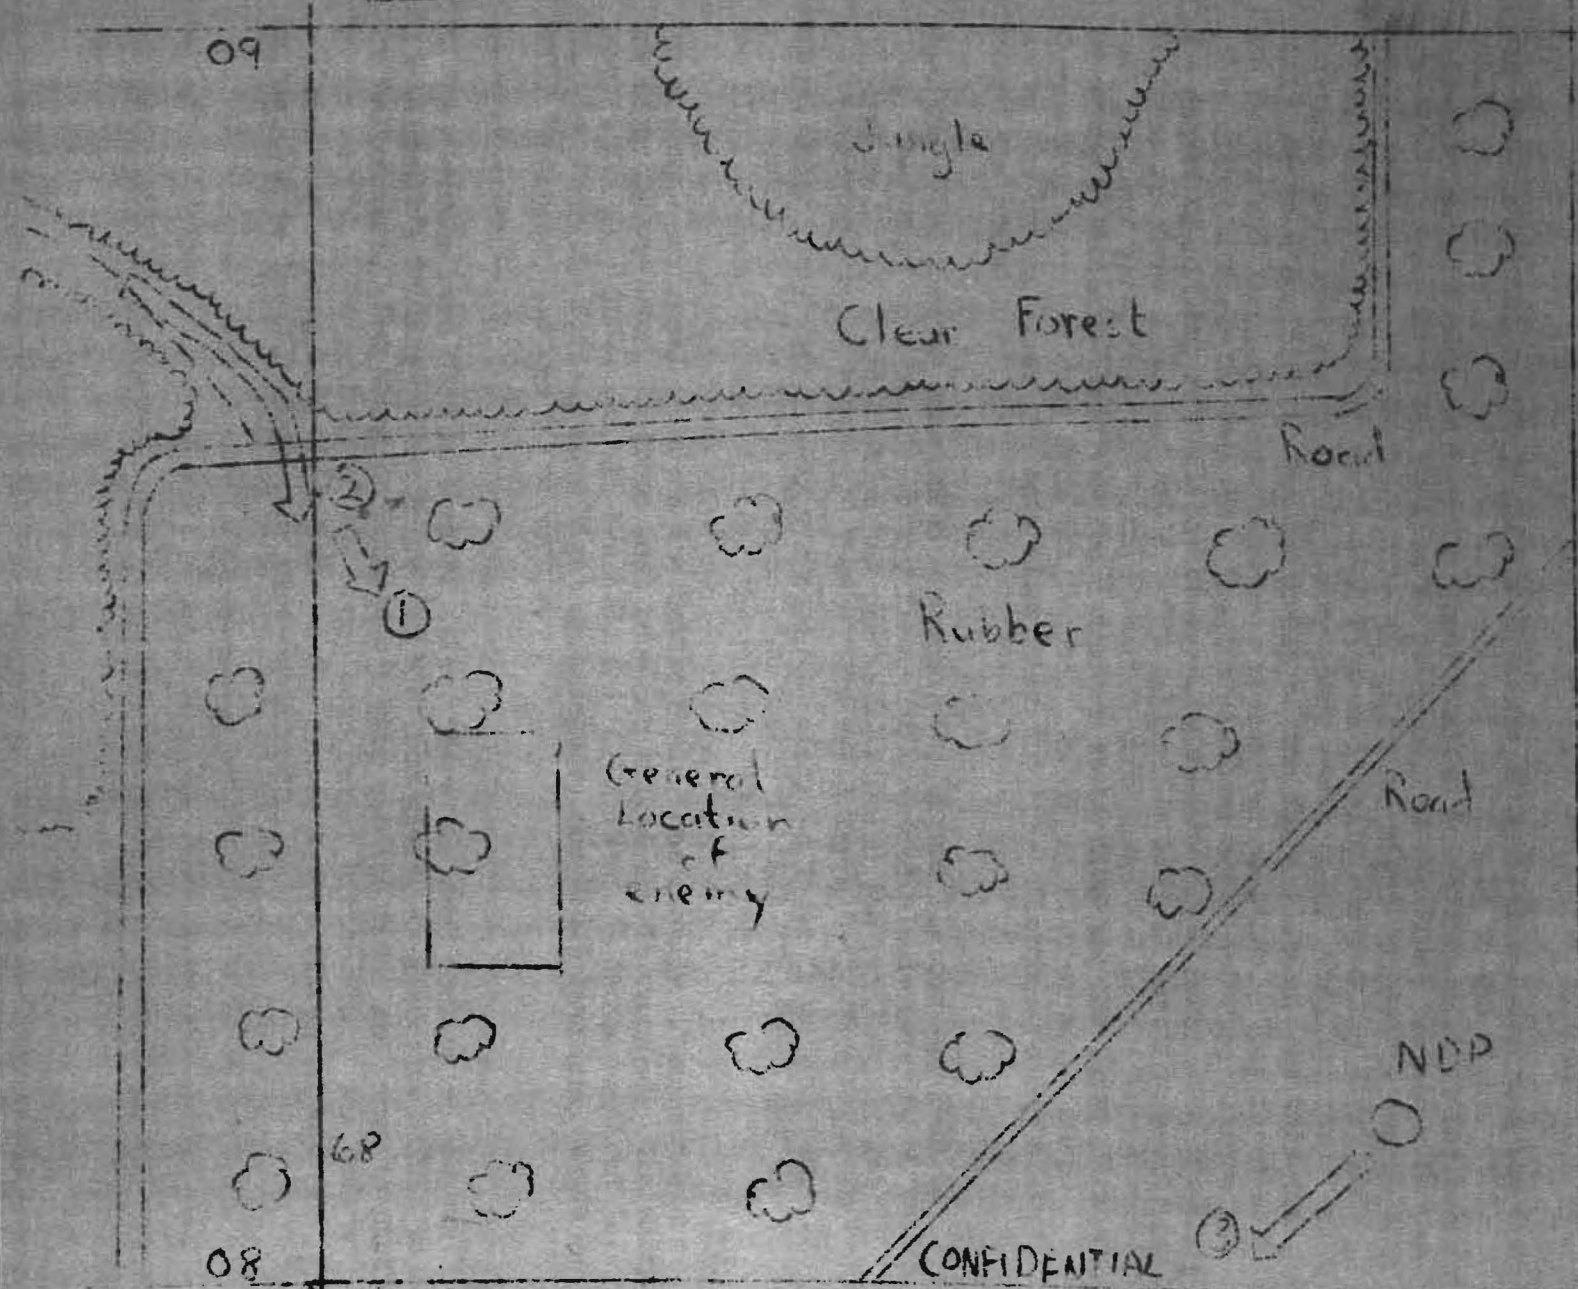 09
Jungle
Clear Forest
Road
2
1
Rubber
General
Location
of
enemy
Road
NDP
68
3
08
CONFIDENTIAL